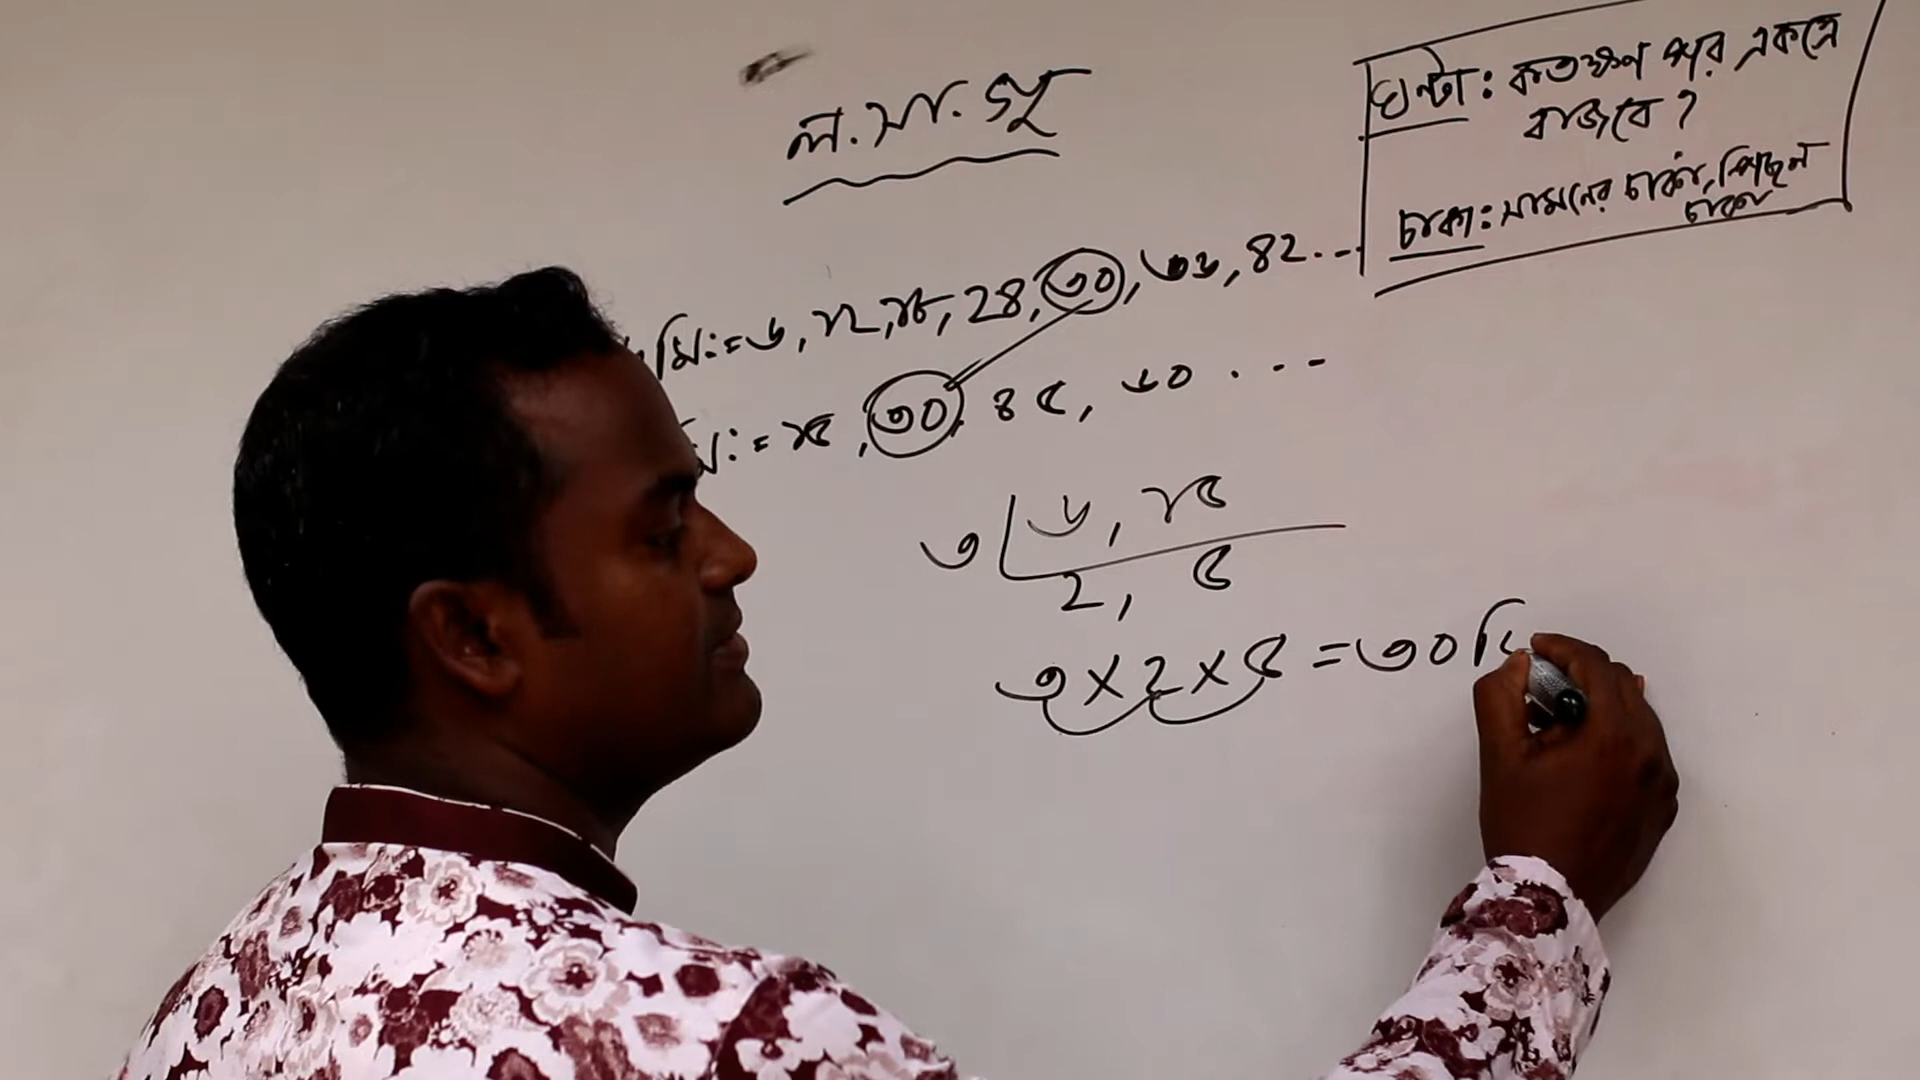 ল.সা.গু
ঘন্টা : কতক্ষণ পর একত্রে
বাজবে ?
চাকা : সামনের চাকা, পিছনে
চাকা
মি: = ৬, ১২, ১৮, ২৪, ৩০, ৩৬, ৪২...
মি: = ১৫, ৩০, ৪৫, ৬০ ....
৩ ৬, ১৫
২, ৫
৩ × ২ × ৫ = ৩০ মি